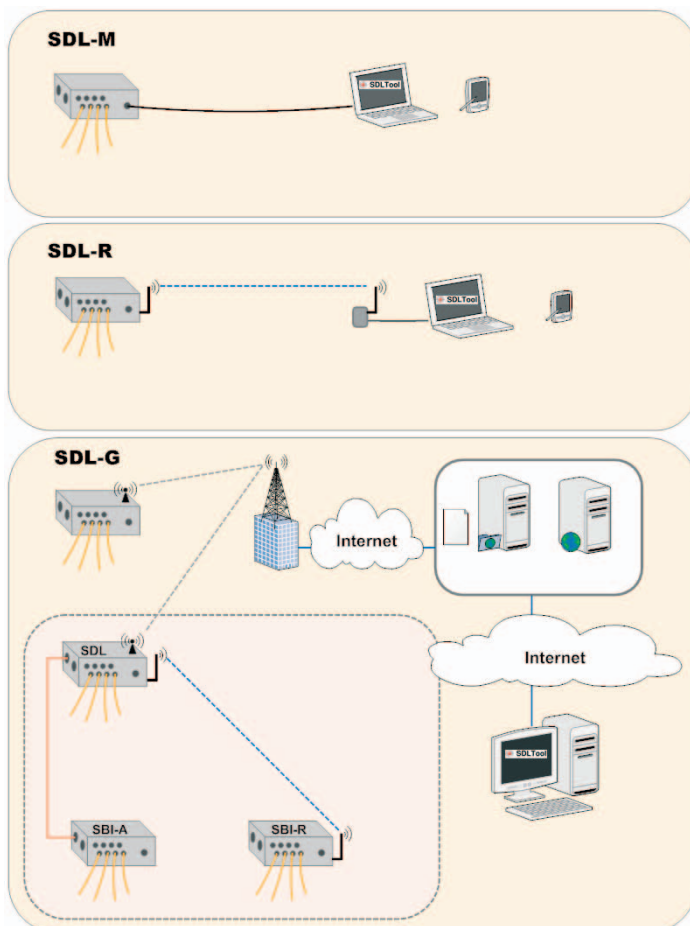 SDL-M
SDLTool
SDL-R
SDLTool
SDL-G
Internet
SDL
Internet
SDLTool
SBI-A
SBI-R